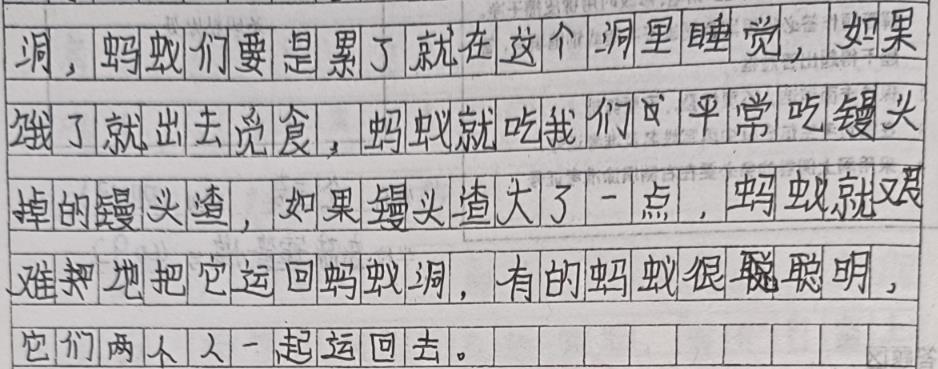 洞，蚂蚁们要是累了就在这个洞里睡觉，如果
饿了就出去觅食，蚂蚁就吃我们平常吃馒头
掉的馒头渣，如果馒头渣大了一点，蚂蚁就艰
难地把它运回蚂蚁洞，有的蚂蚁很聪明，
它们两个人一起运回去。